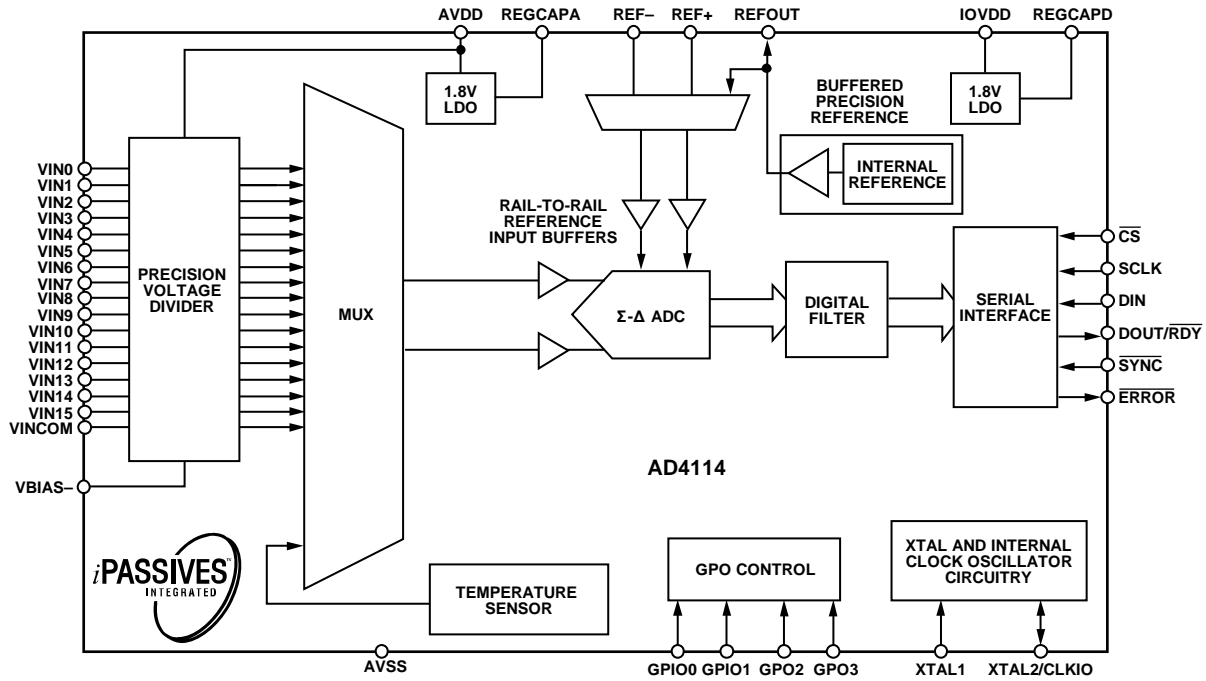 AVDD
REGCAPA
REF–
REF+
REFOUT
IOVDD
REGCAPD
1.8V
LDO
BUFFERED
PRECISION
REFERENCE
1.8V
LDO
INTERNAL
REFERENCE
VIN0
VIN1
VIN2
VIN3
VIN4
VIN5
VIN6
VIN7
VIN8
VIN9
VIN10
VIN11
VIN12
VIN13
VIN14
VIN15
VINCOM
VBIAS–
PRECISION
VOLTAGE
DIVIDER
MUX
RAIL-TO-RAIL
REFERENCE
INPUT BUFFERS
Σ-Δ ADC
DIGITAL
FILTER
SERIAL
INTERFACE
CS
SCLK
DIN
DOUT/RDY
SYNC
ERROR
AD4114
iPASSIVES™
INTEGRATED
TEMPERATURE
SENSOR
GPO CONTROL
XTAL AND INTERNAL
CLOCK OSCILLATOR
CIRCUITRY
AVSS
GPIO0
GPIO1
GPO2
GPO3
XTAL1
XTAL2/CLKIO